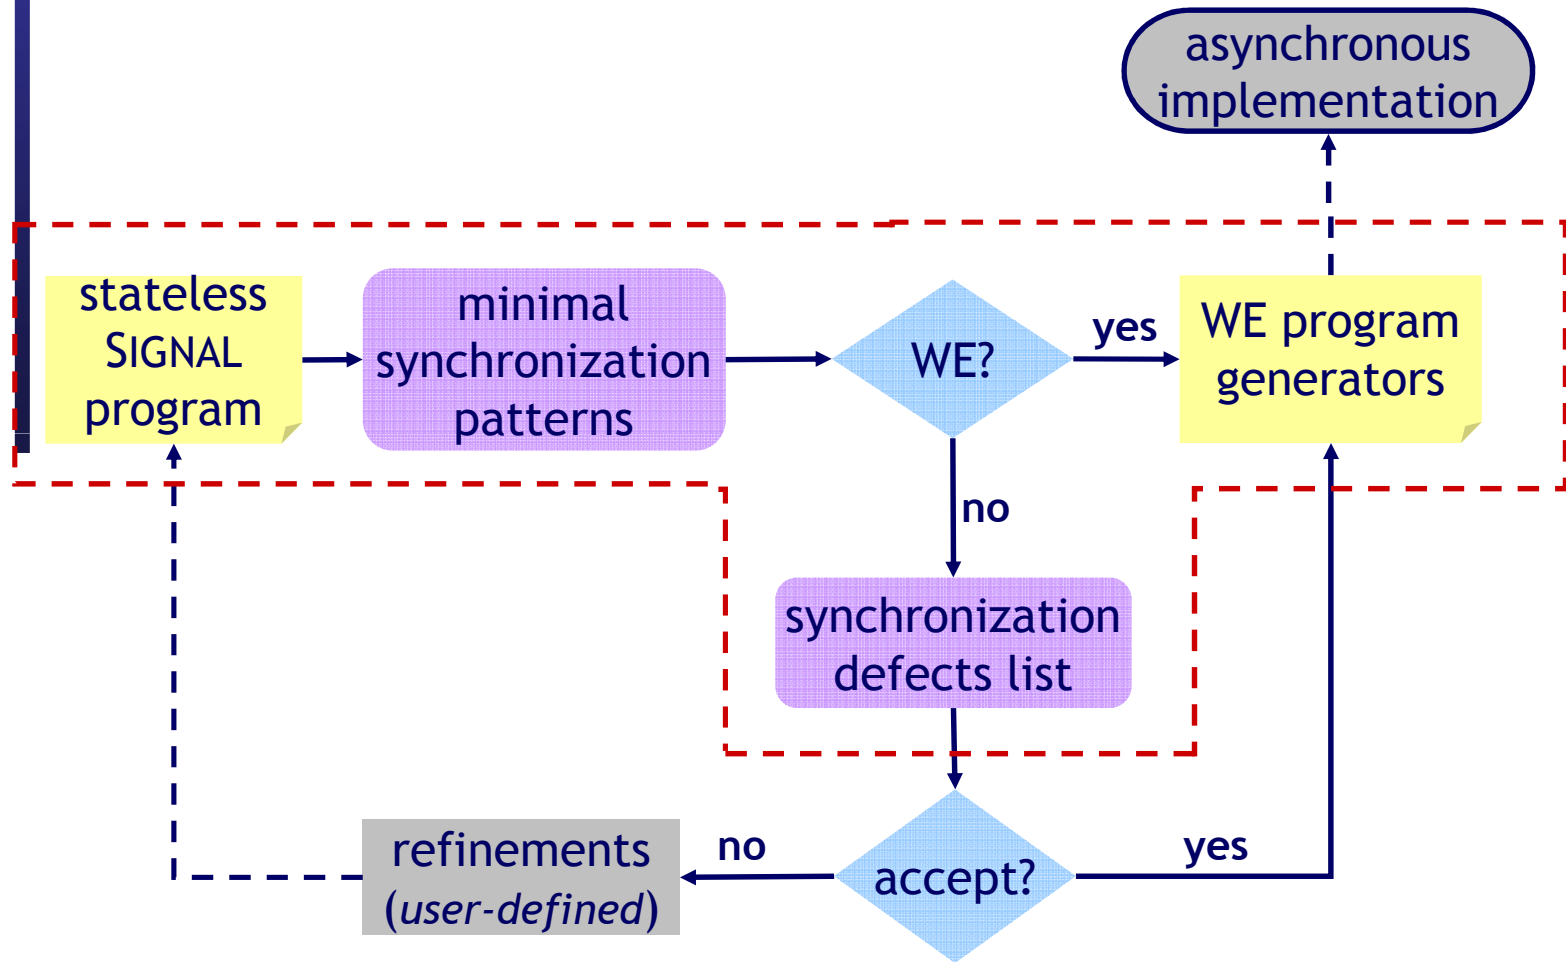 asynchronous
implementation
stateless
SIGNAL
program
minimal
synchronization
patterns
WE?
yes
WE program
generators
no
synchronization
defects list
refinements
(user-defined)
no
accept?
yes